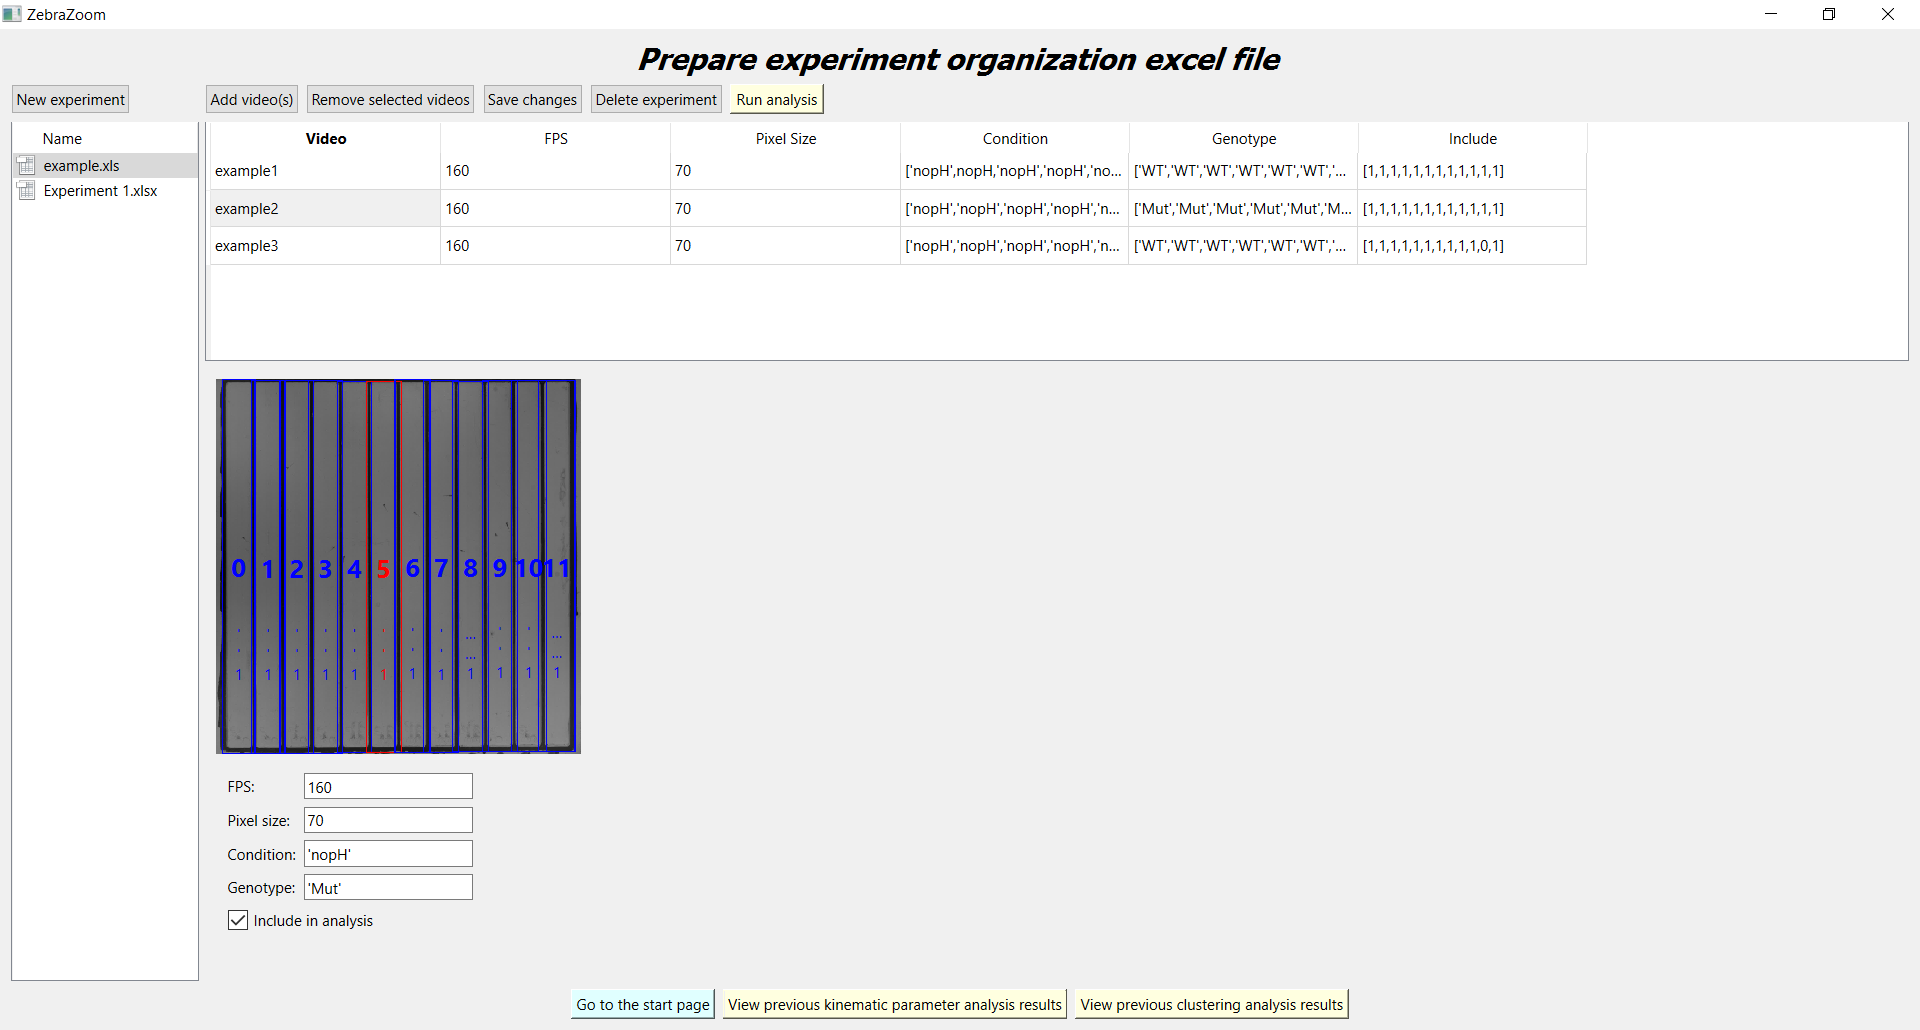 ZebraZoom
Prepare experiment organization excel file
New experiment
Add video(s) Remove selected videos Save changes Delete experiment Run analysis
Name
example.xls
Experiment 1.xlsx
Video FPS Pixel Size Condition Genotype Include
example1 160 70 ['nopH',nopH,'nopH','nopH','no... ['WT','WT','WT','WT','WT','WT','... [1,1,1,1,1,1,1,1,1,1,1,1]
example2 160 70 ['nopH','nopH','nopH','nopH','n... ['Mut','Mut','Mut','Mut','Mut','M... [1,1,1,1,1,1,1,1,1,1,1,1]
example3 160 70 ['nopH','nopH','nopH','nopH','n... ['WT','WT','WT','WT','WT','WT','... [1,1,1,1,1,1,1,1,1,1,0,1]
0 1 2 3 4 5 6 7 8 9 10 11
' ' ' ' ' ' ' ' ... ' ' ...
' ' ' ' ' ' ' ' ... ' ' ...
1 1 1 1 1 1 1 1 1 1 1 1
FPS: 160
Pixel size: 70
Condition: 'nopH'
Genotype: 'Mut'
Include in analysis
Go to the start page View previous kinematic parameter analysis results View previous clustering analysis results